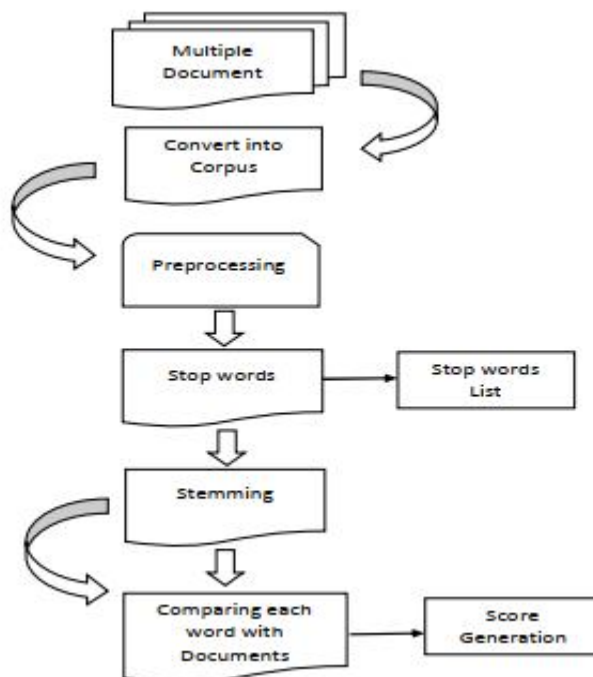 Multiple
Document
Convert into
Corpus
Preprocessing
Stop words
Stop words
List
Stemming
Comparing each
word with
Documents
Score
Generation